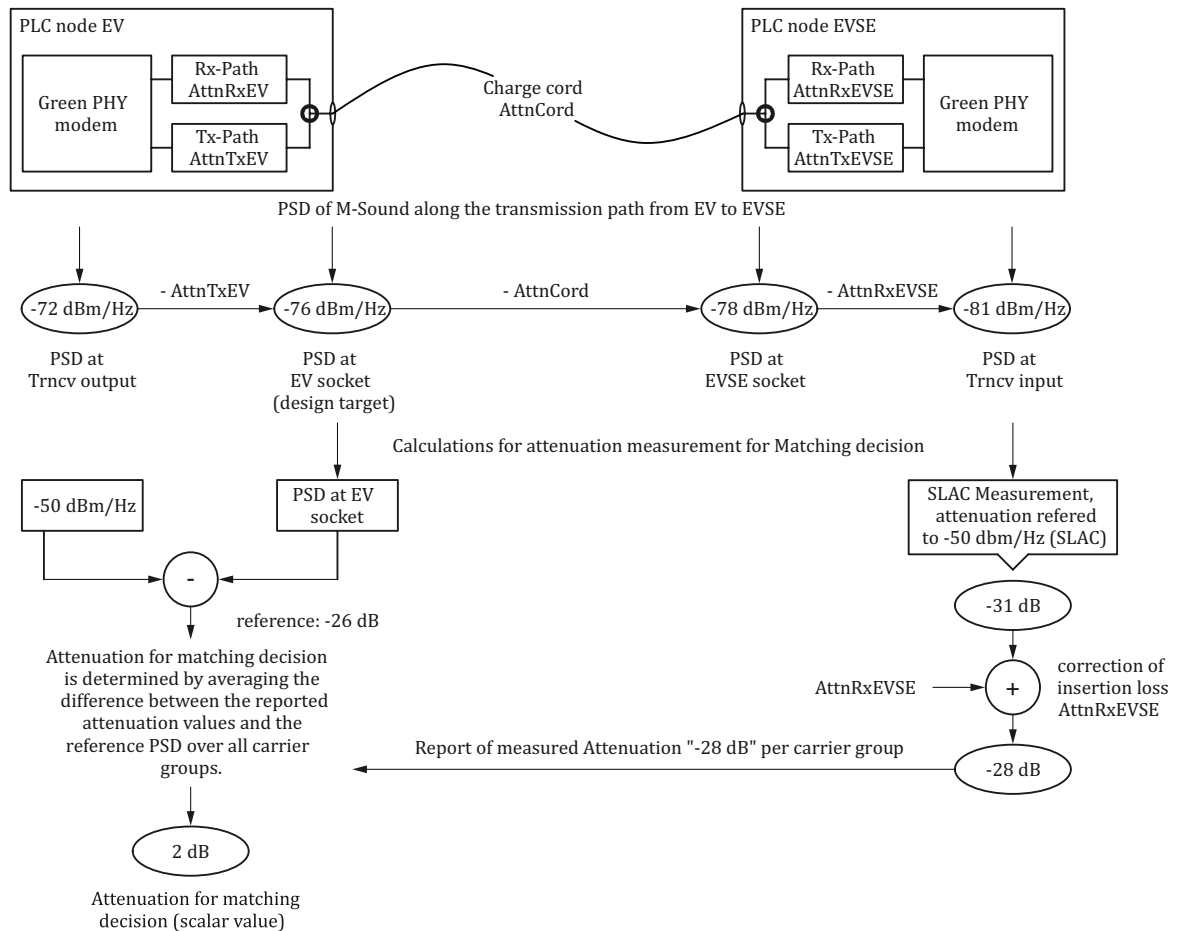 PLC node EV
PLC node EVSE
Green PHY
modem
Rx-Path
AttnRxEV
Tx-Path
AttnTxEV
Charge cord
AttnCord
Rx-Path
AttnRxEVSE
Tx-Path
AttnTxEVSE
Green PHY
modem
PSD of M-Sound along the transmission path from EV to EVSE
-72 dBm/Hz
- AttnTxEV
-76 dBm/Hz
- AttnCord
-78 dBm/Hz
- AttnRxEVSE
-81 dBm/Hz
PSD at
Trncv output
PSD at
EV socket
(design target)
PSD at
EVSE socket
PSD at
Trncv input
Calculations for attenuation measurement for Matching decision
-50 dBm/Hz
PSD at EV
socket
SLAC Measurement,
attenuation refered
to -50 dbm/Hz (SLAC)
-
reference: -26 dB
-31 dB
Attenuation for matching decision
is determined by averaging the
difference between the reported
attenuation values and the
reference PSD over all carrier
groups.
AttnRxEVSE
+
correction of
insertion loss
AttnRxEVSE
Report of measured Attenuation "-28 dB" per carrier group
-28 dB
2 dB
Attenuation for matching
decision (scalar value)